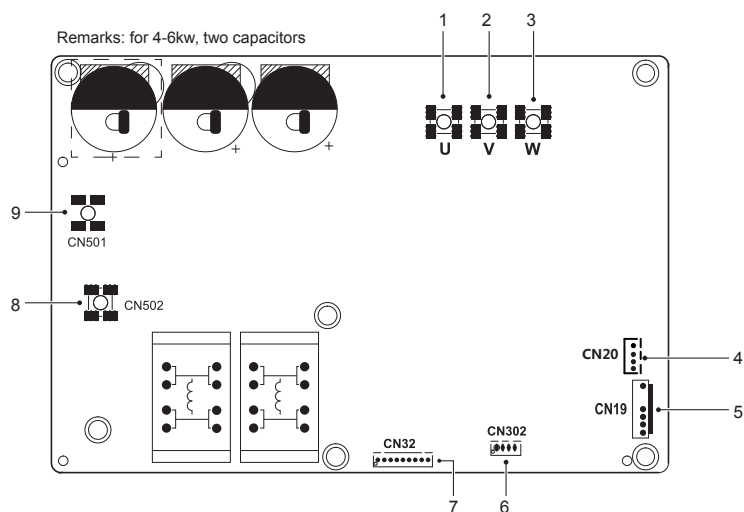 Remarks: for 4-6kw, two capacitors
1 2 3
U V W
9
CN501
8 CN502
CN20 4
CN19 5
CN32 CN302
7 6